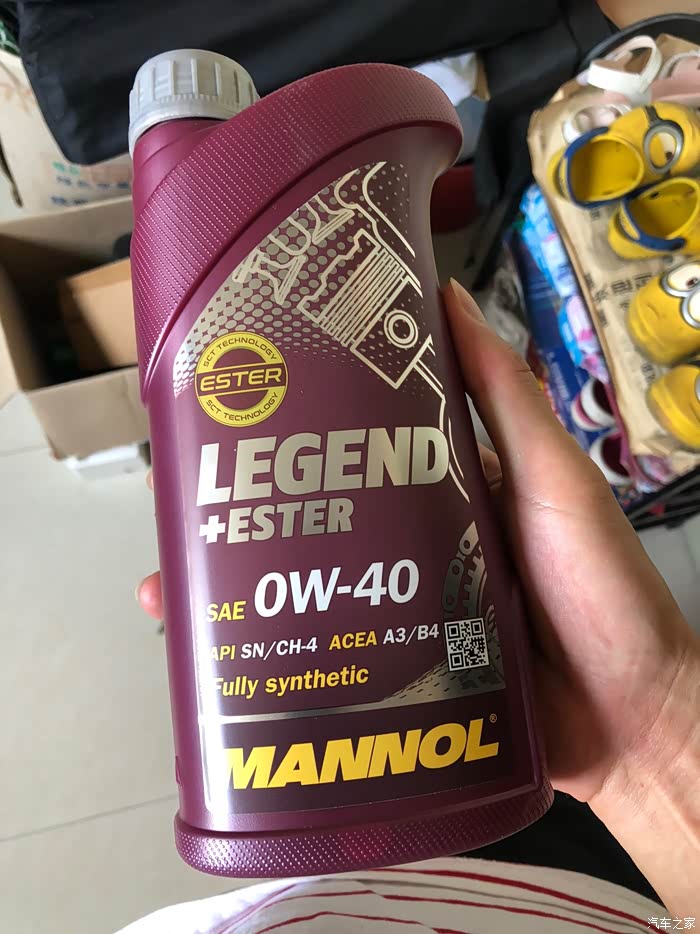 SCT TECHNOLOGY
ESTER
SCT TECHNOLOGY
LEGEND
+ESTER
SAE 0W-40
API SN/CH-4 ACEA A3/B4
Fully synthetic
MANNOL®
汽车之家